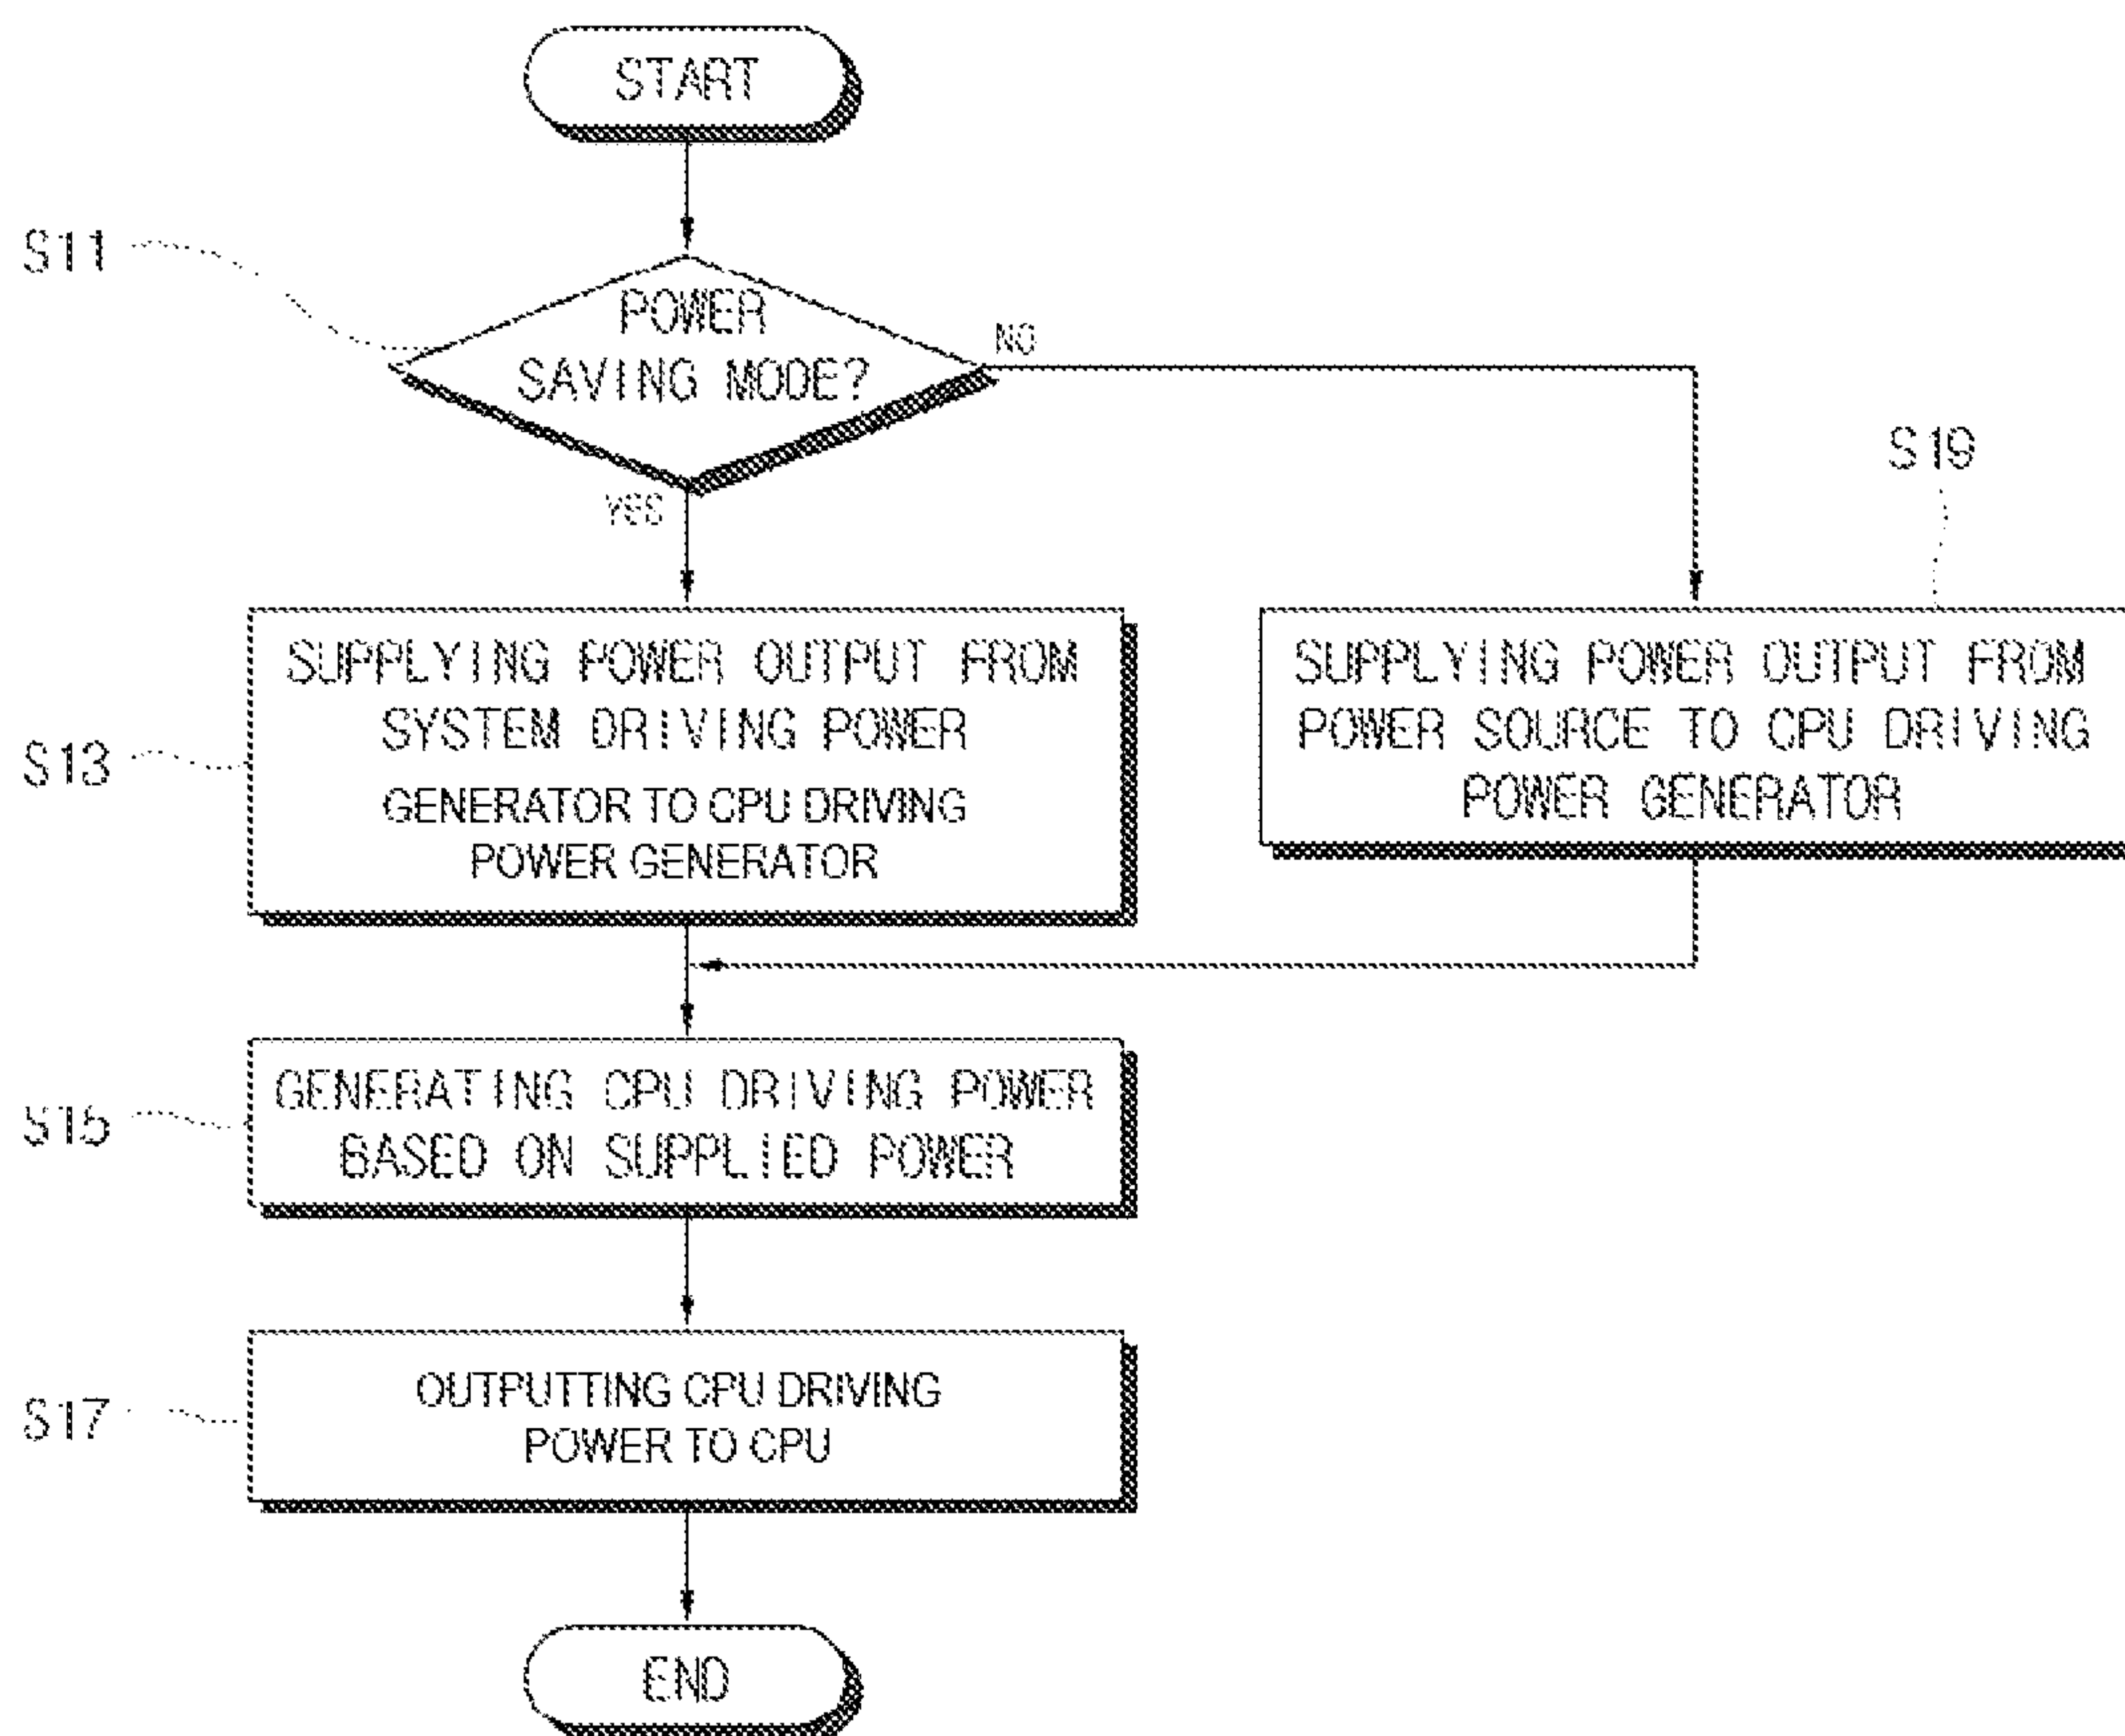 START
S11
POWER
SAVING MODE?
NO
YES
S19
S13
SUPPLYING POWER OUTPUT FROM
SYSTEM DRIVING POWER
GENERATOR TO CPU DRIVING
POWER GENERATOR
SUPPLYING POWER OUTPUT FROM
POWER SOURCE TO CPU DRIVING
POWER GENERATOR
S15
GENERATING CPU DRIVING POWER
BASED ON SUPPLIED POWER
S17
OUTPUTTING CPU DRIVING
POWER TO CPU
END